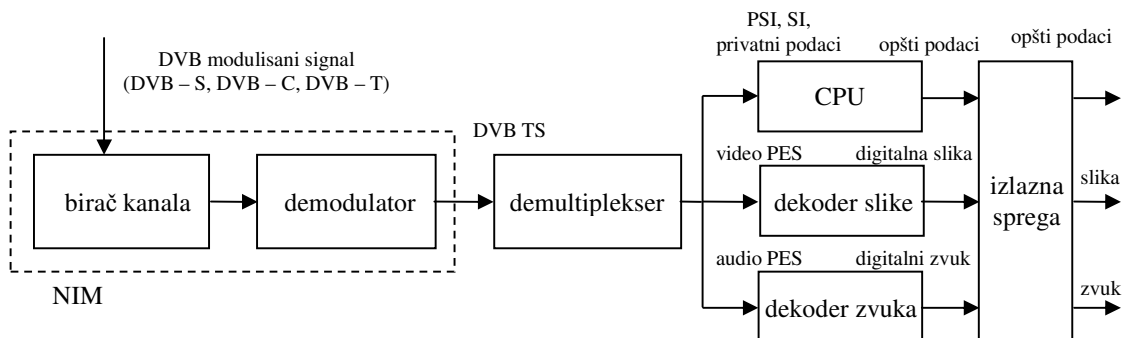 PSI, SI,
privatni podaci
opšti podaci
opšti podaci
DVB modulisani signal
(DVB – S, DVB – C, DVB – T)
CPU
DVB TS
video PES
digitalna slika
birač kanala
demodulator
demultiplekser
dekoder slike
izlazna
sprega
slika
audio PES
digitalni zvuk
NIM
dekoder zvuka
zvuk